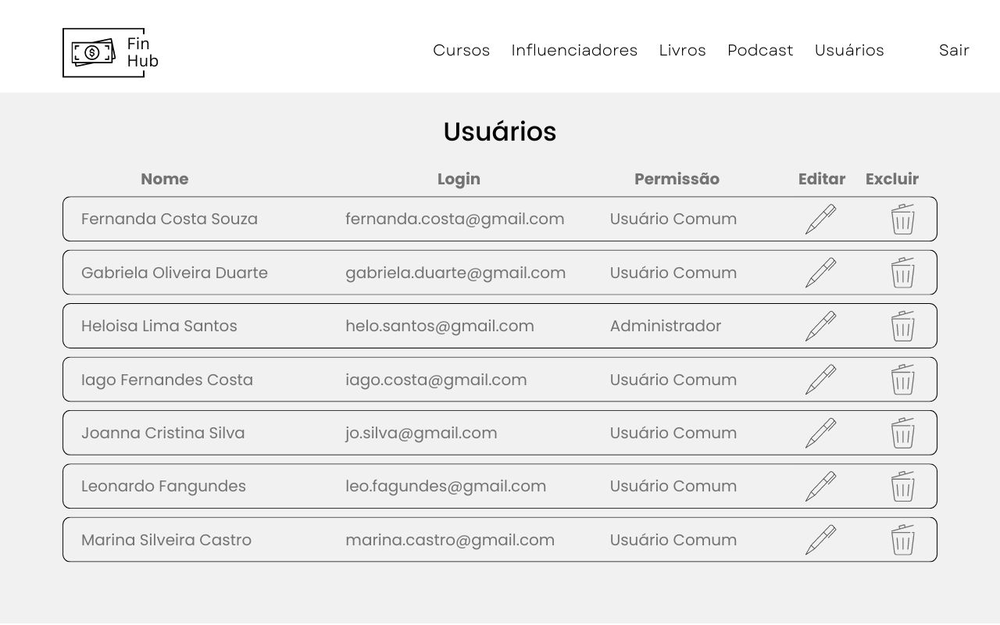 Fin
Hub
Cursos Influenciadores Livros Podcast Usuários Sair
Usuários
Nome Login Permissão Editar Excluir
Fernanda Costa Souza fernanda.costa@gmail.com Usuário Comum
Gabriela Oliveira Duarte gabriela.duarte@gmail.com Usuário Comum
Heloisa Lima Santos helo.santos@gmail.com Administrador
Iago Fernandes Costa iago.costa@gmail.com Usuário Comum
Joanna Cristina Silva jo.silva@gmail.com Usuário Comum
Leonardo Fangundes leo.fagundes@gmail.com Usuário Comum
Marina Silveira Castro marina.castro@gmail.com Usuário Comum